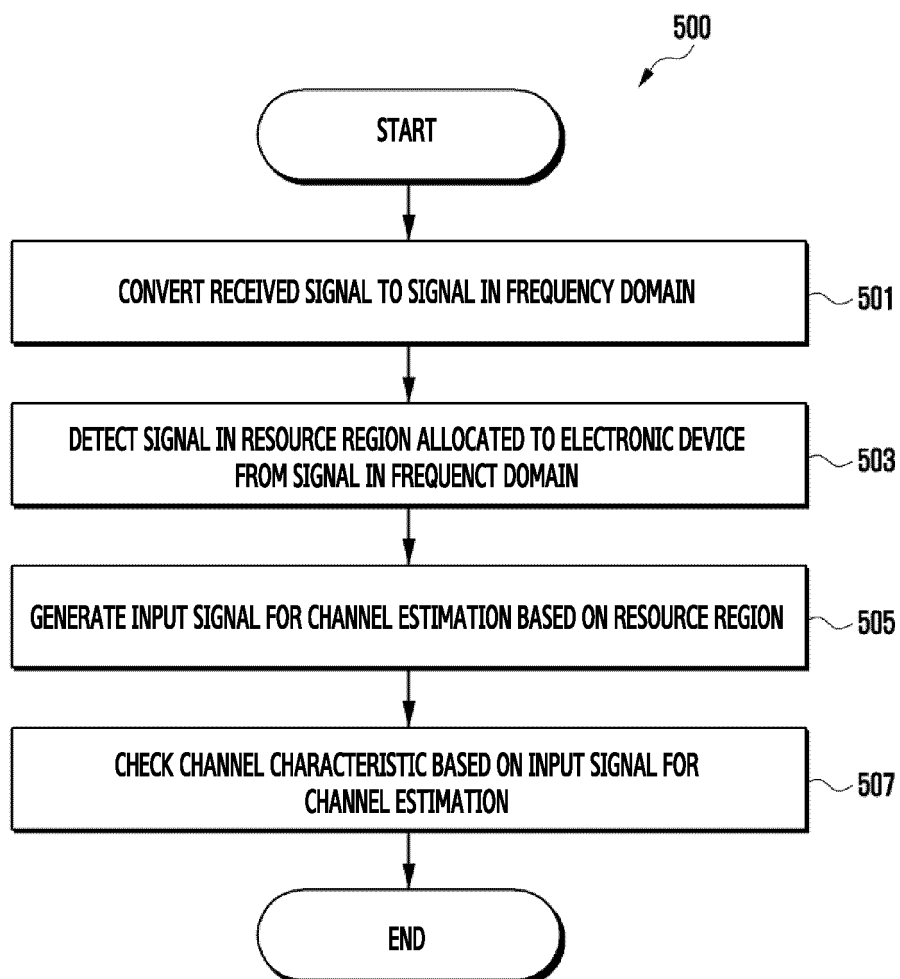 500
START
CONVERT RECEIVED SIGNAL TO SIGNAL IN FREQUENCY DOMAIN
501
DETECT SIGNAL IN RESOURCE REGION ALLOCATED TO ELECTRONIC DEVICE
FROM SIGNAL IN FREQUENCT DOMAIN
503
GENERATE INPUT SIGNAL FOR CHANNEL ESTIMATION BASED ON RESOURCE REGION
505
CHECK CHANNEL CHARACTERISTIC BASED ON INPUT SIGNAL FOR
CHANNEL ESTIMATION
507
END